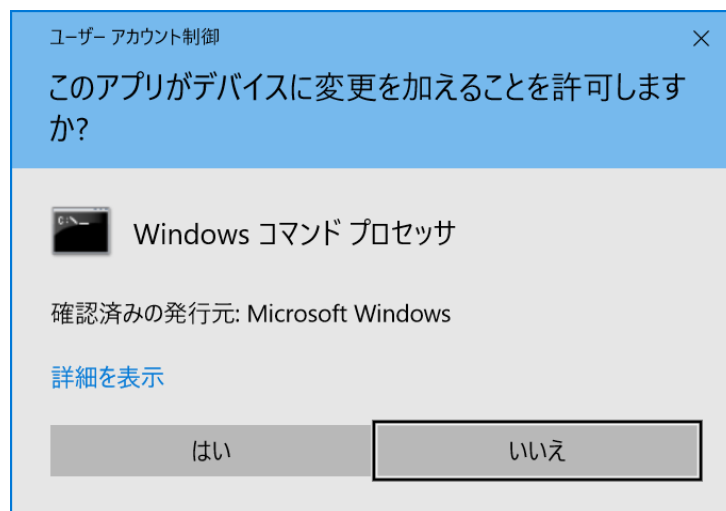 ユーザー アカウント制御
このアプリがデバイスに変更を加えることを許可します
か?
C:\_
Windows コマンド プロセッサ
確認済みの発行元: Microsoft Windows
詳細を表示
はい
いいえ